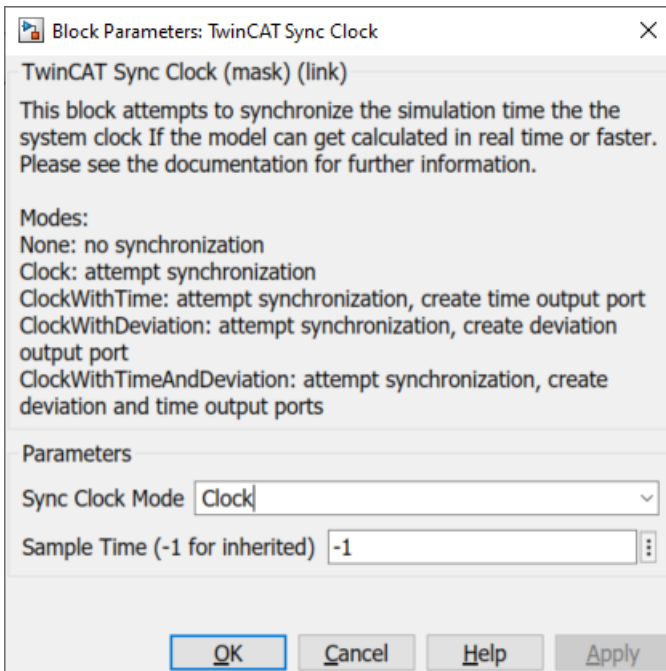 Block Parameters: TwinCAT Sync Clock
TwinCAT Sync Clock (mask) (link)
This block attempts to synchronize the simulation time the the
system clock If the model can get calculated in real time or faster.
Please see the documentation for further information.
Modes:
None: no synchronization
Clock: attempt synchronization
ClockWithTime: attempt synchronization, create time output port
ClockWithDeviation: attempt synchronization, create deviation
output port
ClockWithTimeAndDeviation: attempt synchronization, create
deviation and time output ports
Parameters
Sync Clock Mode Clock
Sample Time (-1 for inherited) -1
OK Cancel Help Apply